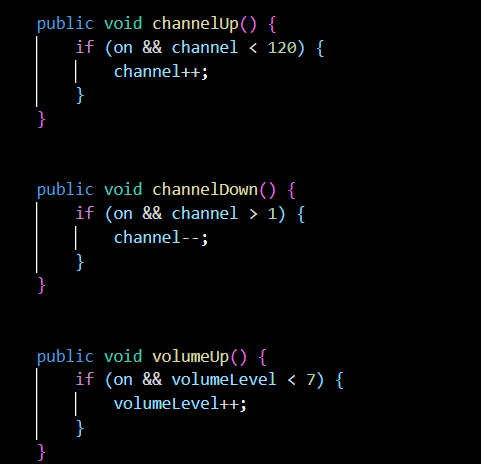 public void channelUp() {
if (on && channel < 120) {
channel++;
}
}
public void channelDown() {
if (on && channel > 1) {
channel--;
}
}
public void volumeUp() {
if (on && volumeLevel < 7) {
volumeLevel++;
}
}